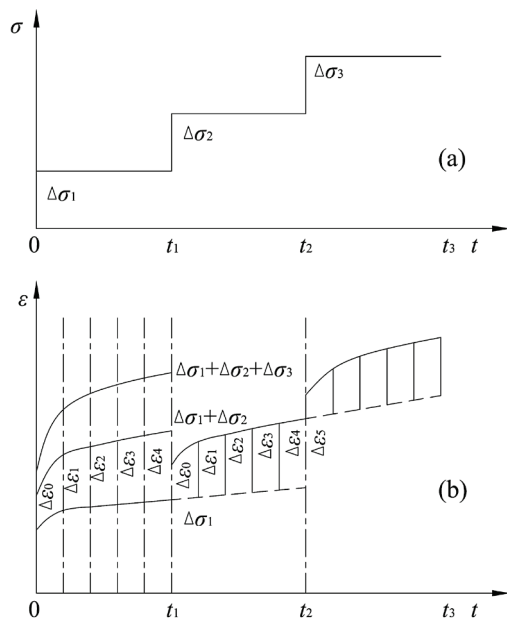 σ
Δσ3
Δσ2
(a)
Δσ1
0 t1 t2 t3 t
ε
Δσ1+Δσ2+Δσ3
Δσ1+Δσ2
Δε0 Δε1 Δε2 Δε3 Δε4 Δε0 Δε1 Δε2 Δε3 Δε4 Δε5
(b)
Δσ1
0 t1 t2 t3 t